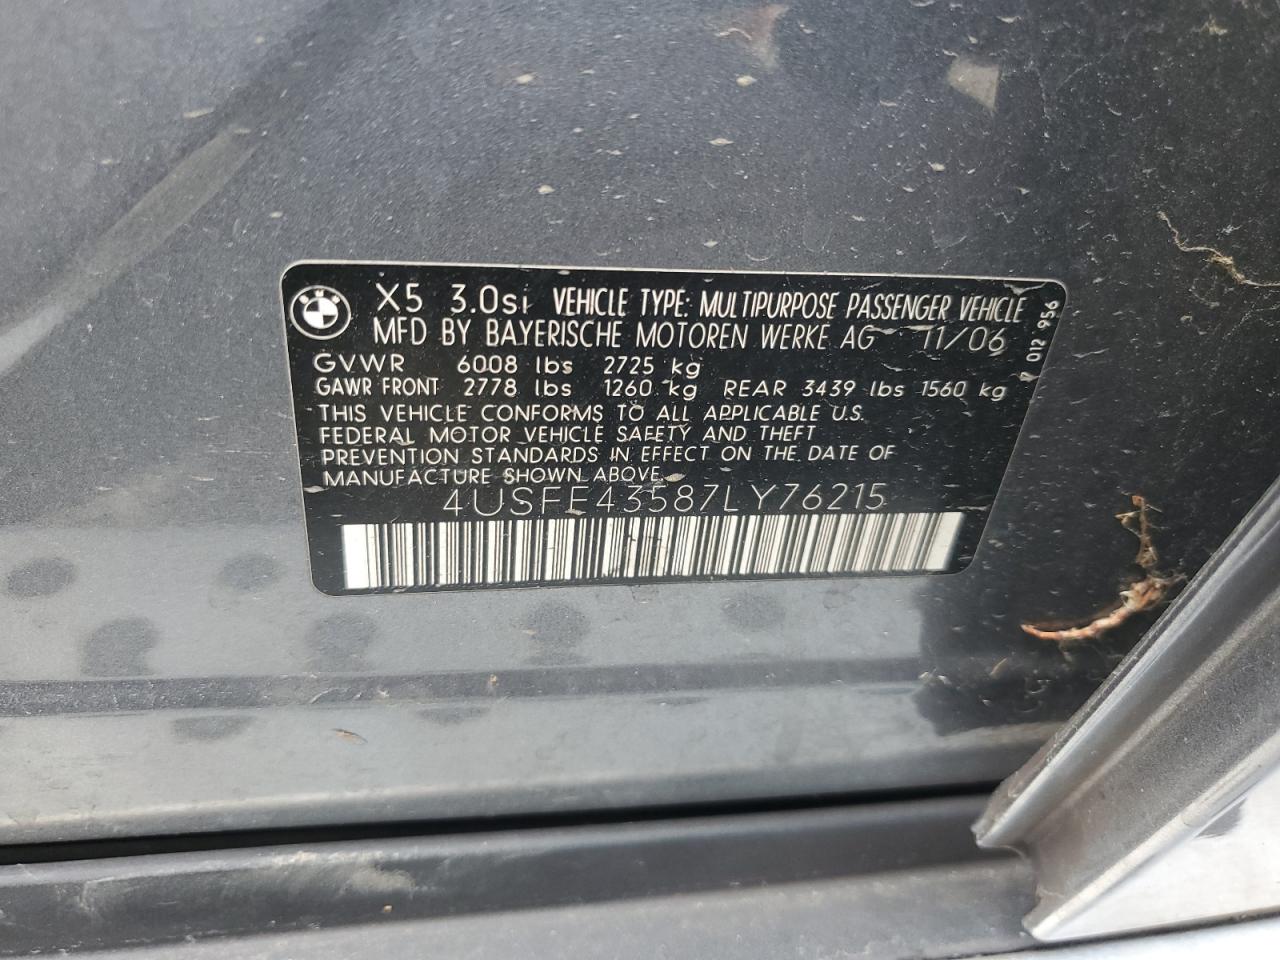 X5 3.0si VEHICLE TYPE: MULTIPURPOSE PASSENGER VEHICLE
MFD BY BAYERISCHE MOTOREN WERKE AG 11/06
GVWR 6008 lbs 2725 kg
GAWR FRONT 2778 lbs 1260 kg REAR 3439 lbs 1560 kg
THIS VEHICLE CONFORMS TO ALL APPLICABLE U.S.
FEDERAL MOTOR VEHICLE SAFETY AND THEFT
PREVENTION STANDARDS IN EFFECT ON THE DATE OF
MANUFACTURE SHOWN ABOVE.
4USFE43587LY76215
7 012 956